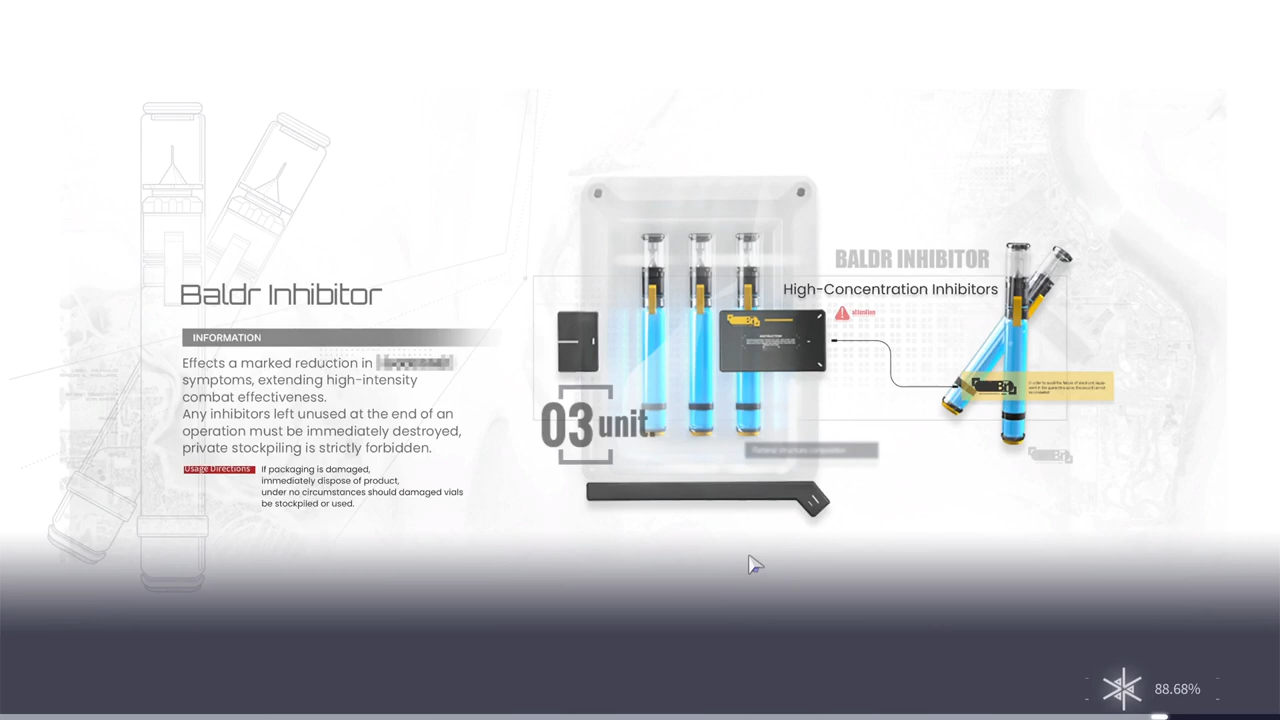 Baldr Inhibitor
INFORMATION
Effects a marked reduction in
symptoms, extending high-intensity
combat effectiveness.
Any inhibitors left unused at the end of an
operation must be immediately destroyed,
private stockpiling is strictly forbidden.
Usage Directions
If packaging is damaged,
immediately dispose of product,
under no circumstances should damaged vials
be stockpiled or used.
03 unit.
BALDR INHIBITOR
High-Concentration Inhibitors
attention
88.68%